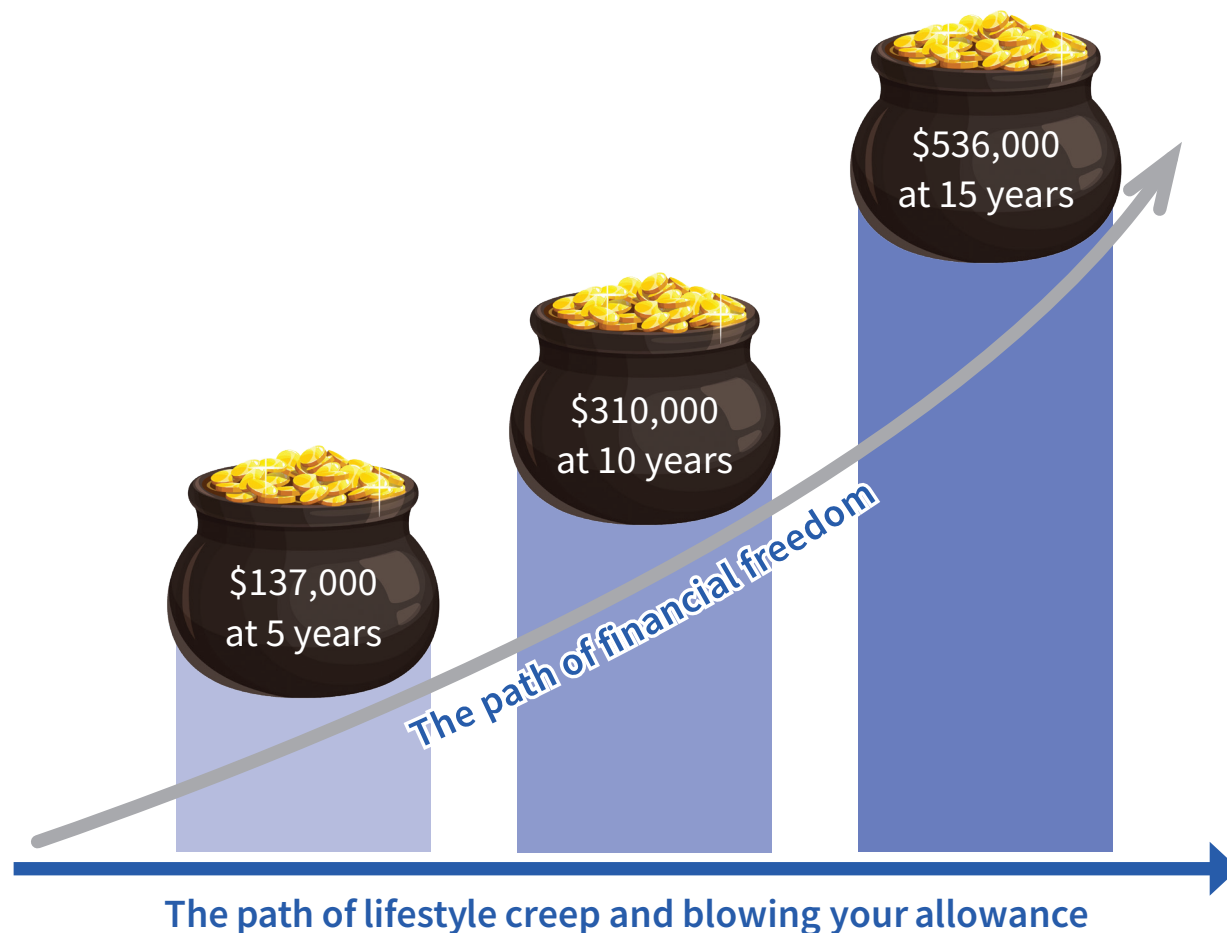 $536,000
at 15 years
$310,000
at 10 years
$137,000
at 5 years
The path of financial freedom
The path of lifestyle creep and blowing your allowance